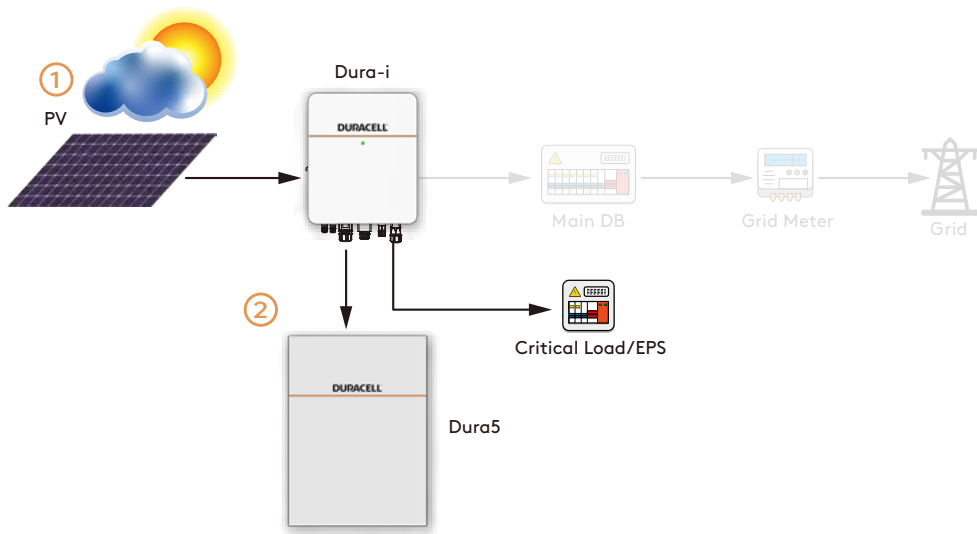 1
PV
Dura-i
DURACELL
Main DB
Grid Meter
Grid
2
Critical Load/EPS
DURACELL
Dura5